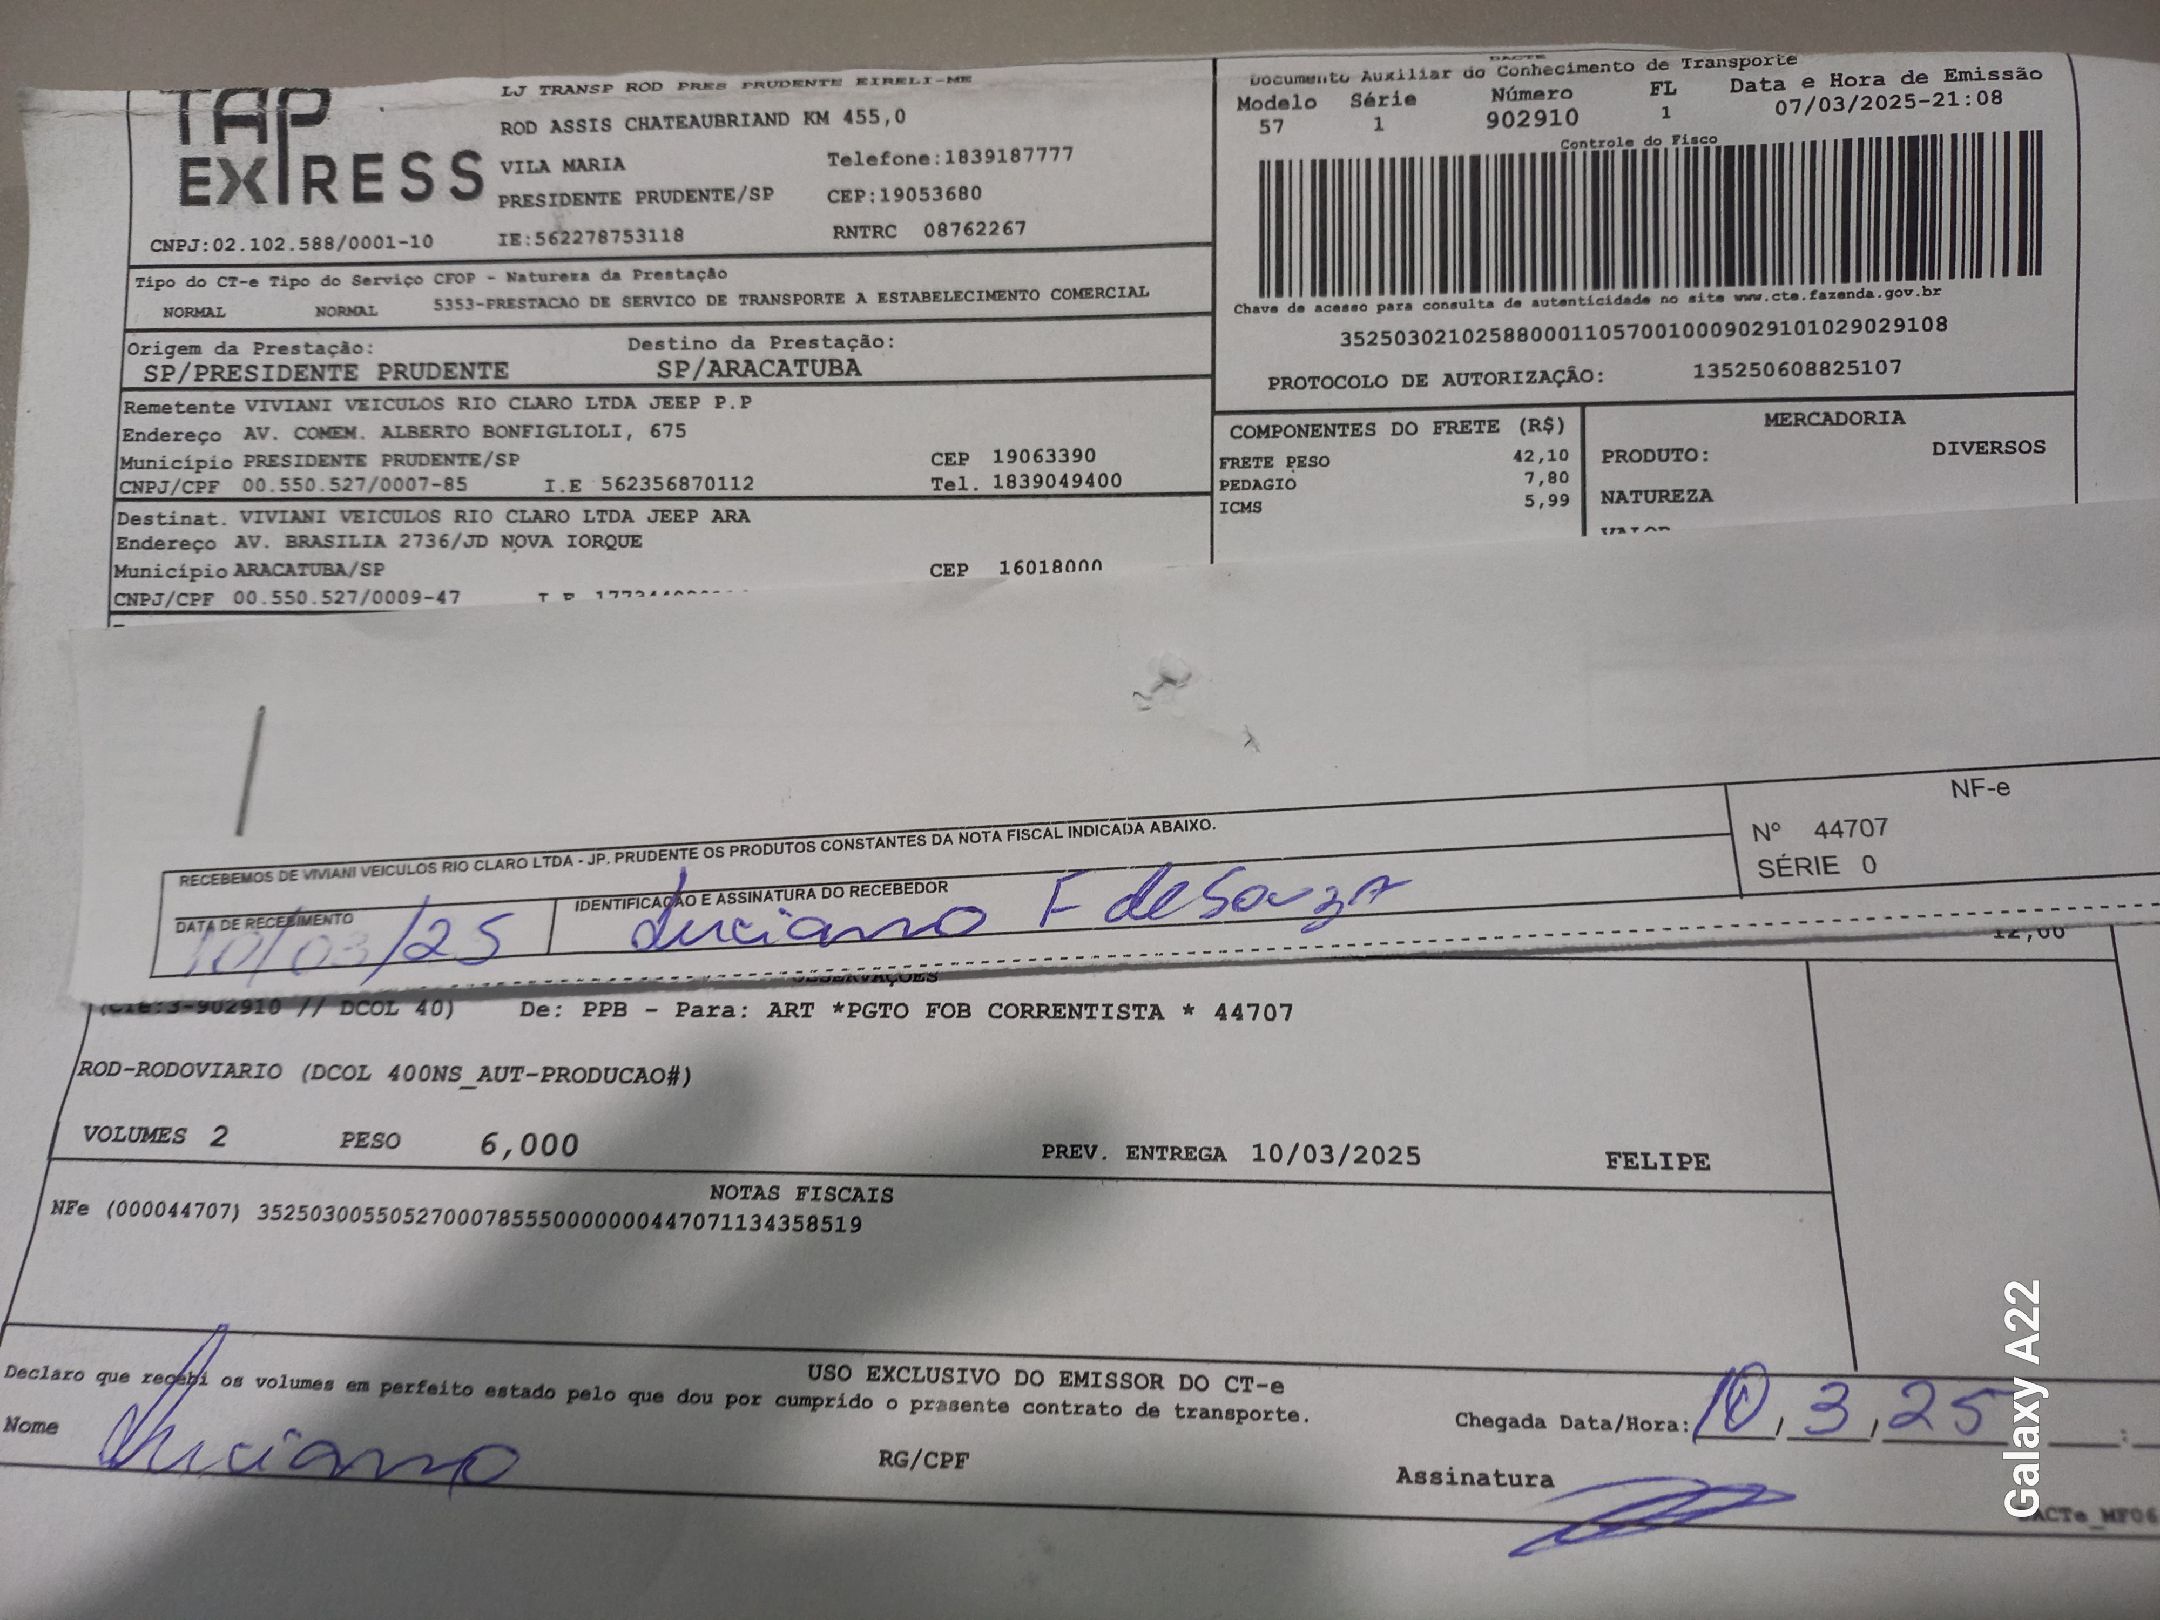 TAP
EXPRESS
LJ TRANSP ROD PRES PRUDENTE EIRELI-ME
ROD ASSIS CHATEAUBRIAND KM 455,0
VILA MARIA Telefone:1839187777
PRESIDENTE PRUDENTE/SP CEP:19053680
CNPJ:02.102.588/0001-10 IE:562278753118 RNTRC 08762267
DACTE
Documento Auxiliar do Conhecimento de Transporte
Modelo Série Número FL Data e Hora de Emissão
57 1 902910 1 07/03/2025-21:08
Controle do Fisco
Chave de acesso para consulta de autenticidade no site www.cte.fazenda.gov.br
35250302102588000110570010009029101029029108
PROTOCOLO DE AUTORIZAÇÃO: 135250608825107
Tipo do CT-e Tipo do Serviço CFOP - Natureza da Prestação
NORMAL NORMAL 5353-PRESTACAO DE SERVICO DE TRANSPORTE A ESTABELECIMENTO COMERCIAL
Origem da Prestação: Destino da Prestação:
SP/PRESIDENTE PRUDENTE SP/ARACATUBA
Remetente VIVIANI VEICULOS RIO CLARO LTDA JEEP P.P
Endereço AV. COMEM. ALBERTO BONFIGLIOLI, 675
Município PRESIDENTE PRUDENTE/SP CEP 19063390
CNPJ/CPF 00.550.527/0007-85 I.E 562356870112 Tel. 1839049400
Destinat. VIVIANI VEICULOS RIO CLARO LTDA JEEP ARA
Endereço AV. BRASILIA 2736/JD NOVA IORQUE
Município ARACATUBA/SP CEP 16018000
CNPJ/CPF 00.550.527/0009-47
COMPONENTES DO FRETE (R$)
FRETE PESO 42,10
PEDAGIO 7,80
ICMS 5,99
MERCADORIA
PRODUTO: DIVERSOS
NATUREZA
VALOR
RECEBEMOS DE VIVIANI VEICULOS RIO CLARO LTDA - JP. PRUDENTE OS PRODUTOS CONSTANTES DA NOTA FISCAL INDICADA ABAIXO.
DATA DE RECEBIMENTO
10/03/25
IDENTIFICAÇÃO E ASSINATURA DO RECEBEDOR
Luciano F de Souza
NF-e
Nº 44707
SÉRIE 0
12,00
OBSERVAÇÕES
(CTE:3-902910 // DCOL 40) De: PPB - Para: ART *PGTO FOB CORRENTISTA * 44707
ROD-RODOVIARIO (DCOL 400NS_AUT-PRODUCAO#)
VOLUMES 2 PESO 6,000 PREV. ENTREGA 10/03/2025 FELIPE
NOTAS FISCAIS
NFe (000044707) 35250300550527000785550000000447071134358519
USO EXCLUSIVO DO EMISSOR DO CT-e
Declaro que recebi os volumes em perfeito estado pelo que dou por cumprido o presente contrato de transporte.
Nome Luciano RG/CPF
Chegada Data/Hora: 10,3,25 :
Assinatura
DACTe_MF06
Galaxy A22